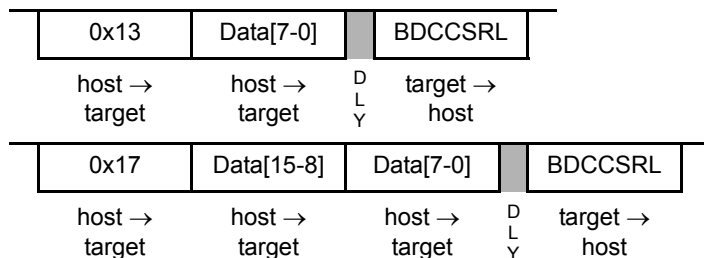 0x13 Data[7-0] BDCCSRL
host → host → D target →
target target L host
Y
0x17 Data[15-8] Data[7-0] BDCCSRL
host → host → host → D target →
target target target L host
Y